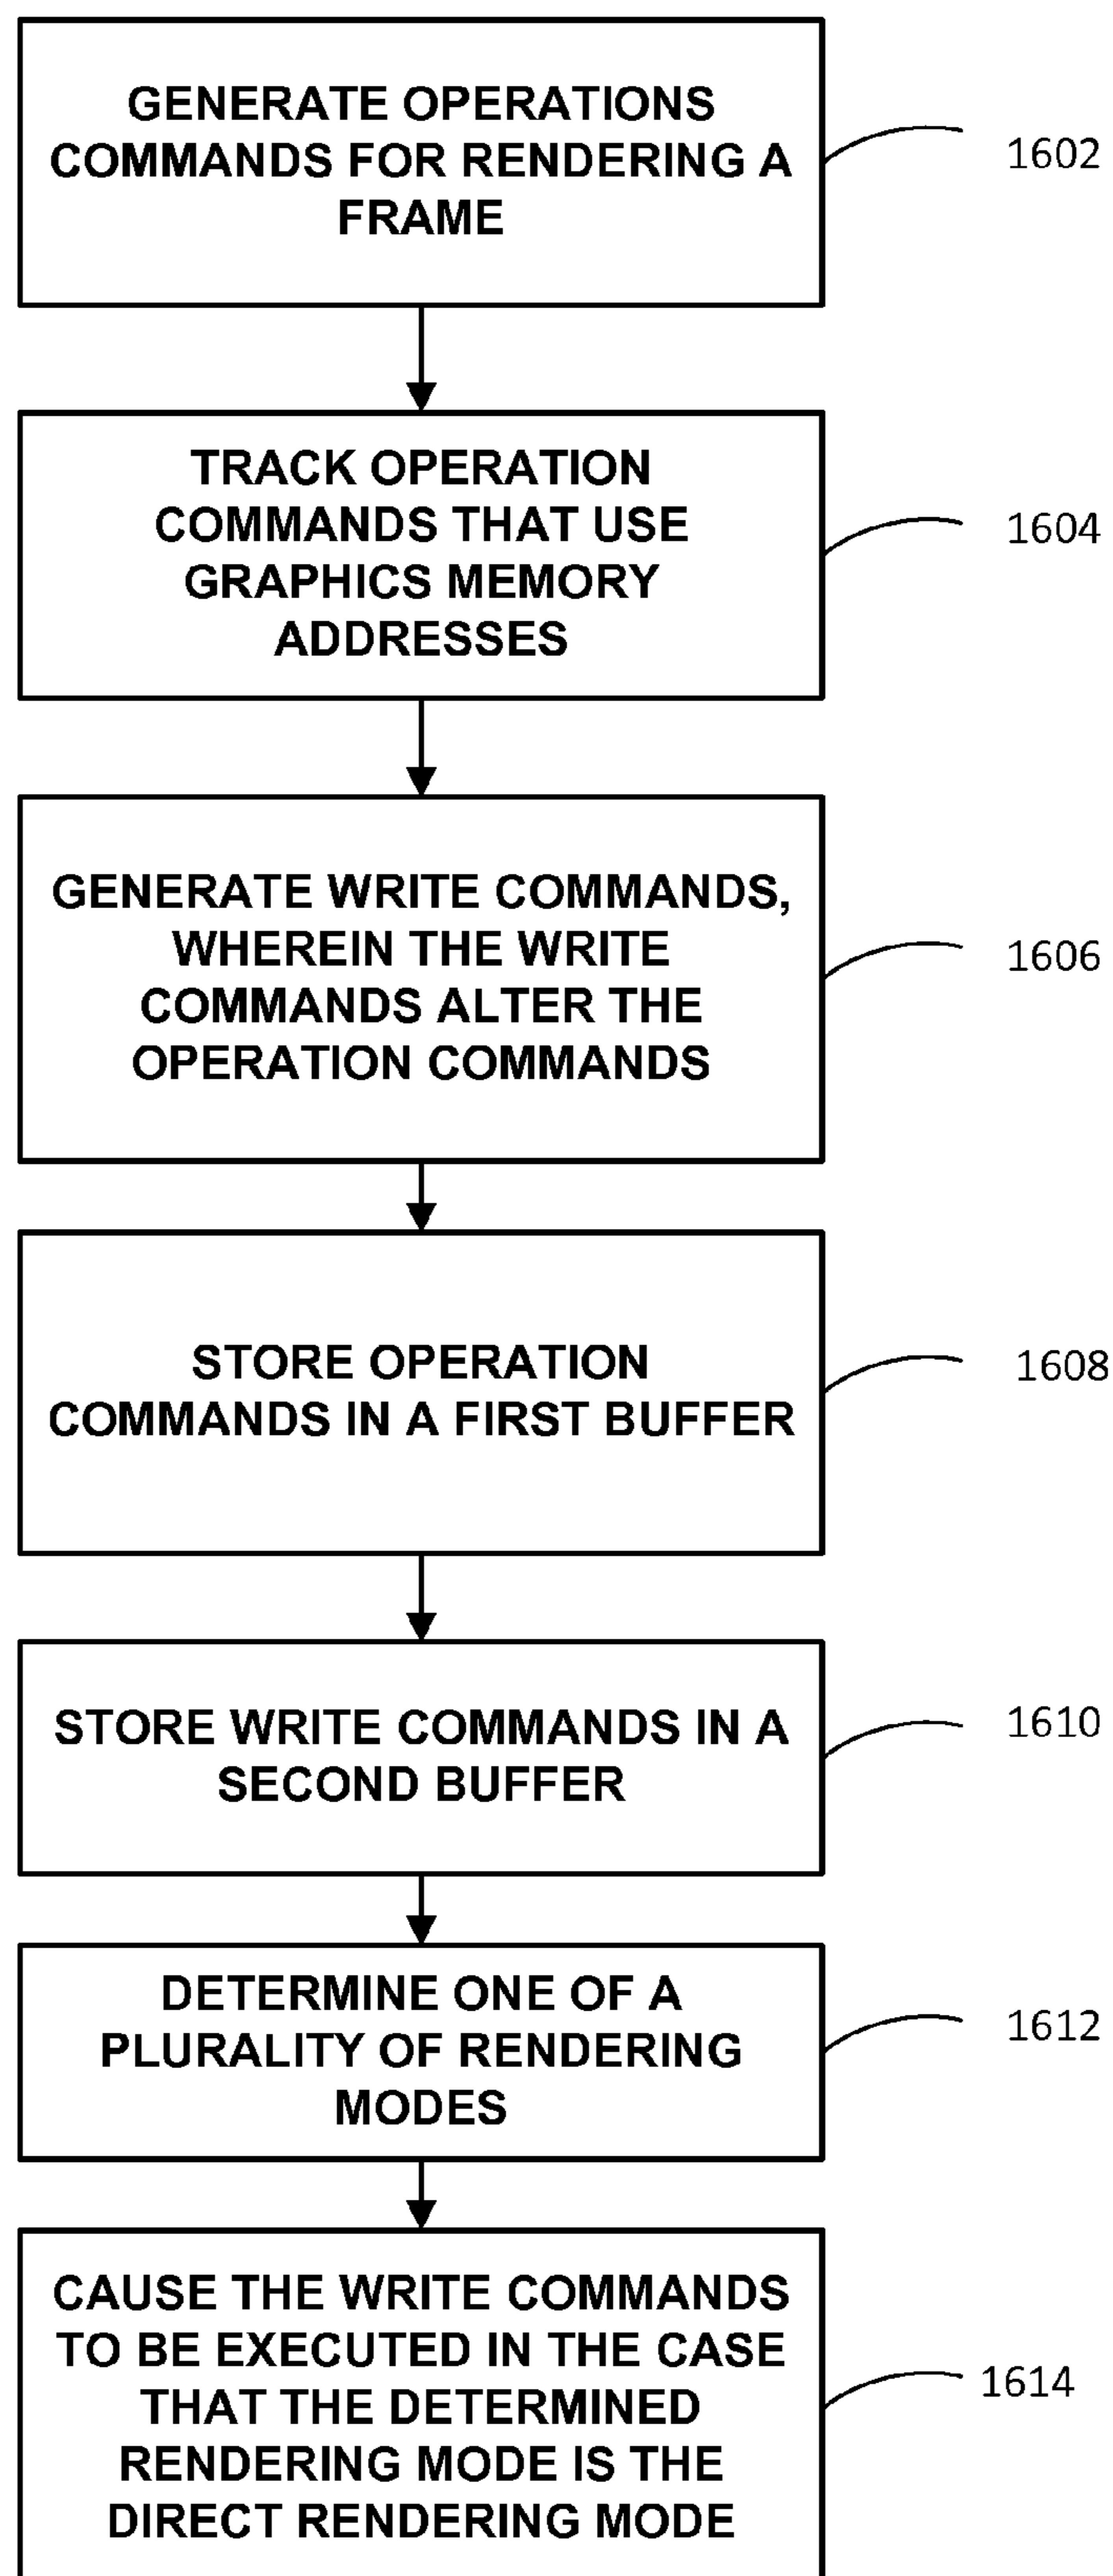 GENERATE OPERATIONS
COMMANDS FOR RENDERING A
FRAME
1602
TRACK OPERATION
COMMANDS THAT USE
GRAPHICS MEMORY
ADDRESSES
1604
GENERATE WRITE COMMANDS,
WHEREIN THE WRITE
COMMANDS ALTER THE
OPERATION COMMANDS
1606
STORE OPERATION
COMMANDS IN A FIRST BUFFER
1608
STORE WRITE COMMANDS IN A
SECOND BUFFER
1610
DETERMINE ONE OF A
PLURALITY OF RENDERING
MODES
1612
CAUSE THE WRITE COMMANDS
TO BE EXECUTED IN THE CASE
THAT THE DETERMINED
RENDERING MODE IS THE
DIRECT RENDERING MODE
1614